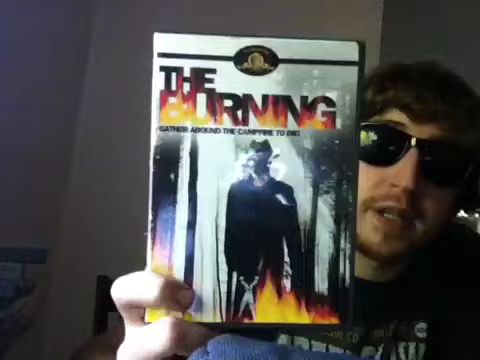 THE
BURNING
GATHER AROUND THE CAMPFIRE TO DIE!